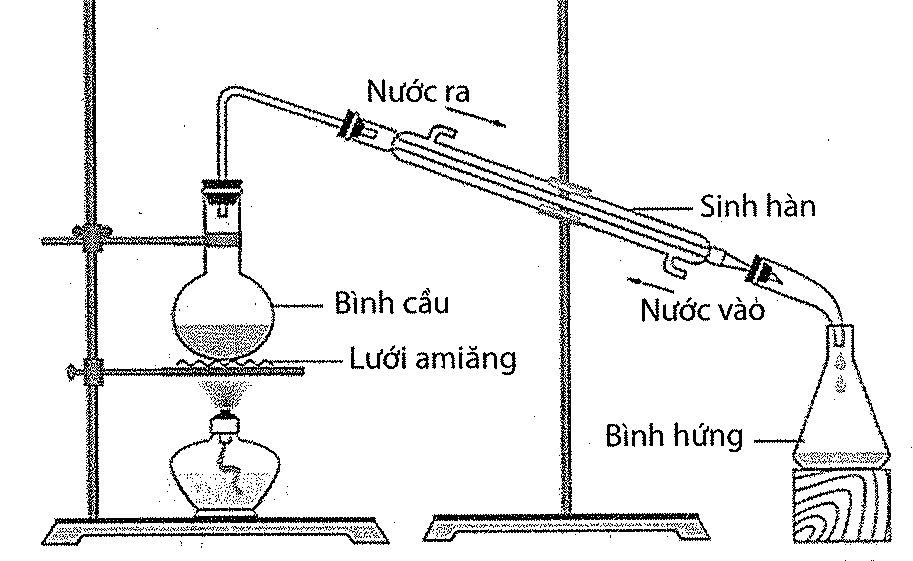 Nước ra
Sinh hàn
Bình cầu
Nước vào
Lưới amiăng
Bình hứng